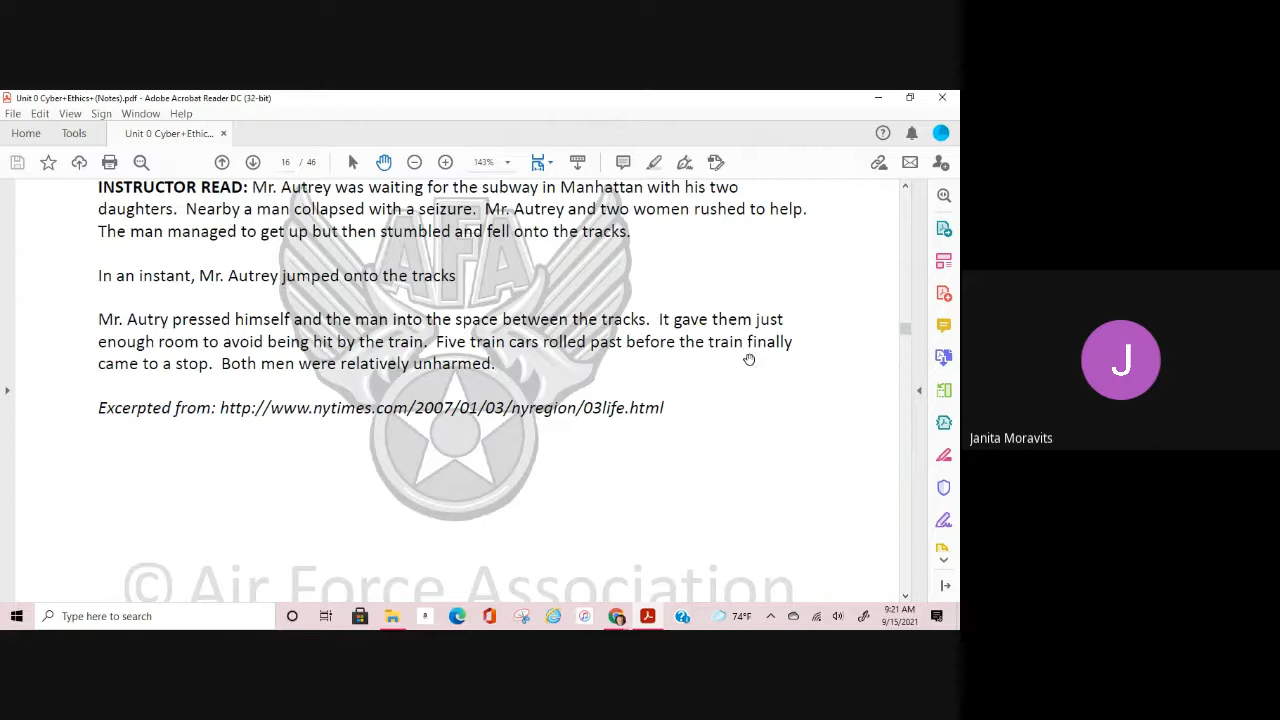 Unit 0 Cyber+Ethics+(Notes).pdf - Adobe Acrobat Reader DC (32-bit)
File Edit View Sign Window Help
Home Tools Unit 0 Cyber+Ethic... ×
16 / 46 143%
INSTRUCTOR READ: Mr. Autrey was waiting for the subway in Manhattan with his two
daughters. Nearby a man collapsed with a seizure. Mr. Autrey and two women rushed to help.
The man managed to get up but then stumbled and fell onto the tracks.
In an instant, Mr. Autrey jumped onto the tracks
Mr. Autry pressed himself and the man into the space between the tracks. It gave them just
enough room to avoid being hit by the train. Five train cars rolled past before the train finally
came to a stop. Both men were relatively unharmed.
Excerpted from: http://www.nytimes.com/2007/01/03/nyregion/03life.html
AFA
© Air Force Association
J
Janita Moravits
Type here to search
a
74°F
9:21 AM
9/15/2021